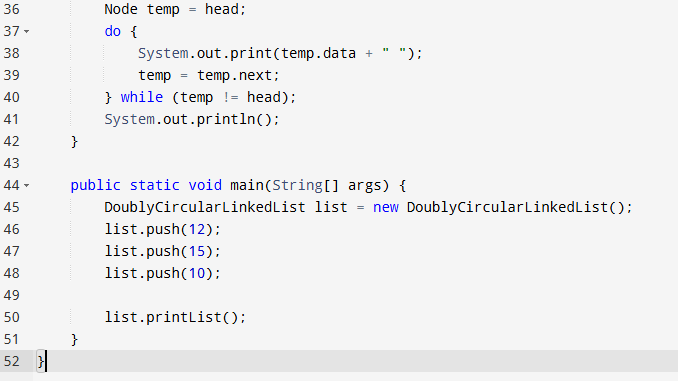 36         Node temp = head;
37         do {
38             System.out.print(temp.data + " ");
39             temp = temp.next;
40         } while (temp != head);
41         System.out.println();
42     }
43
44     public static void main(String[] args) {
45         DoublyCircularLinkedList list = new DoublyCircularLinkedList();
46         list.push(12);
47         list.push(15);
48         list.push(10);
49
50         list.printList();
51     }
52 }